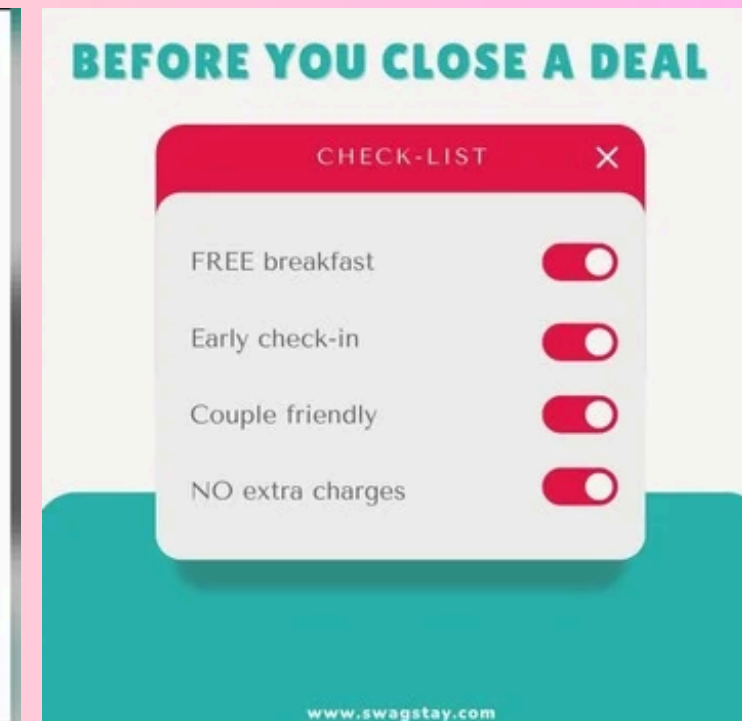 BEFORE YOU CLOSE A DEAL
CHECK-LIST
FREE breakfast
Early check-in
Couple friendly
NO extra charges
www.swagstay.com